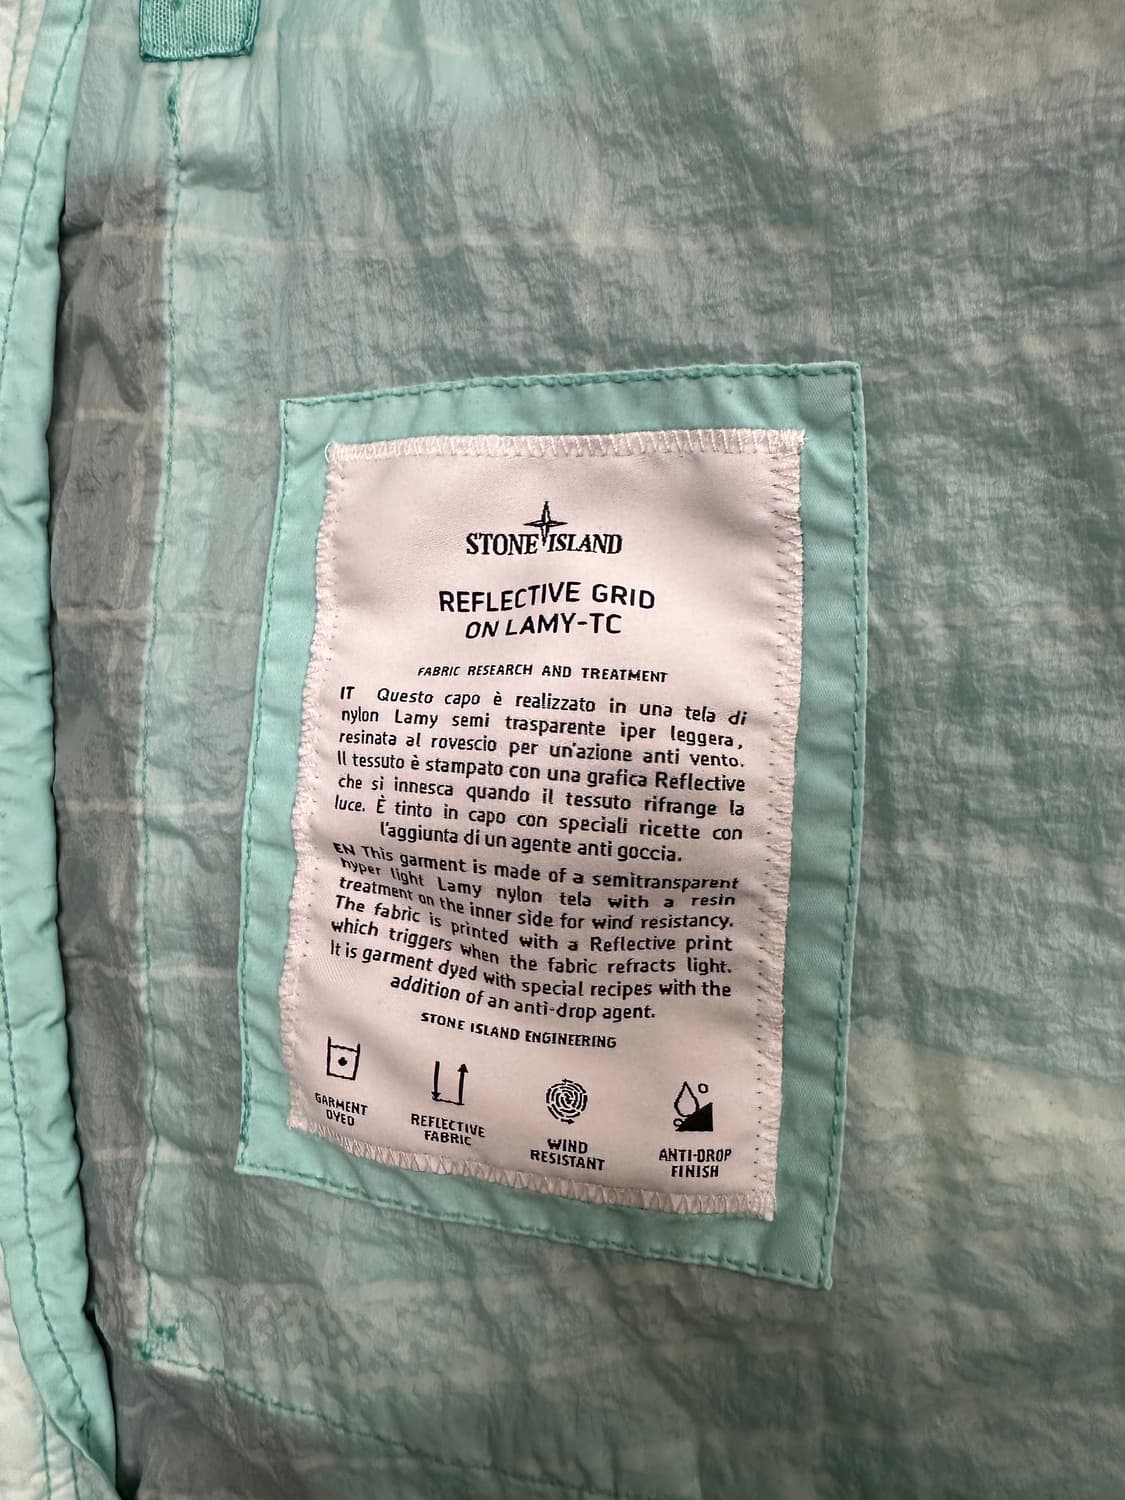 STONE ISLAND
REFLECTIVE GRID
ON LAMY-TC
FABRIC RESEARCH AND TREATMENT
IT Questo capo è realizzato in una tela di
nylon Lamy semi trasparente iper leggera,
resinata al rovescio per un'azione anti vento.
Il tessuto è stampato con una grafica Reflective
che si innesca quando il tessuto rifrange la
luce. È tinto in capo con speciali ricette con
l'aggiunta di un agente anti goccia.
EN This garment is made of a semitransparent
hyper light Lamy nylon tela with a resin
treatment on the inner side for wind resistancy.
The fabric is printed with a Reflective print
which triggers when the fabric refracts light.
It is garment dyed with special recipes with the
addition of an anti-drop agent.
STONE ISLAND ENGINEERING
GARMENT
DYED
REFLECTIVE
FABRIC
WIND
RESISTANT
ANTI-DROP
FINISH